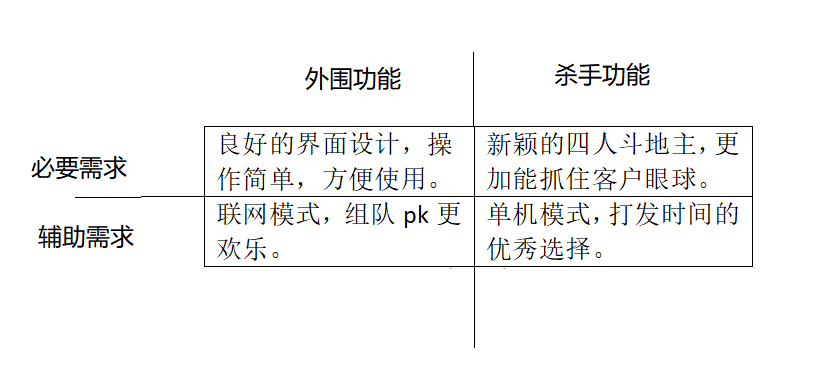 外围功能
杀手功能
必要需求
良好的界面设计，操
作简单，方便使用。
新颖的四人斗地主，更
加能抓住客户眼球。
辅助需求
联网模式，组队 pk 更
欢乐。
单机模式，打发时间的
优秀选择。